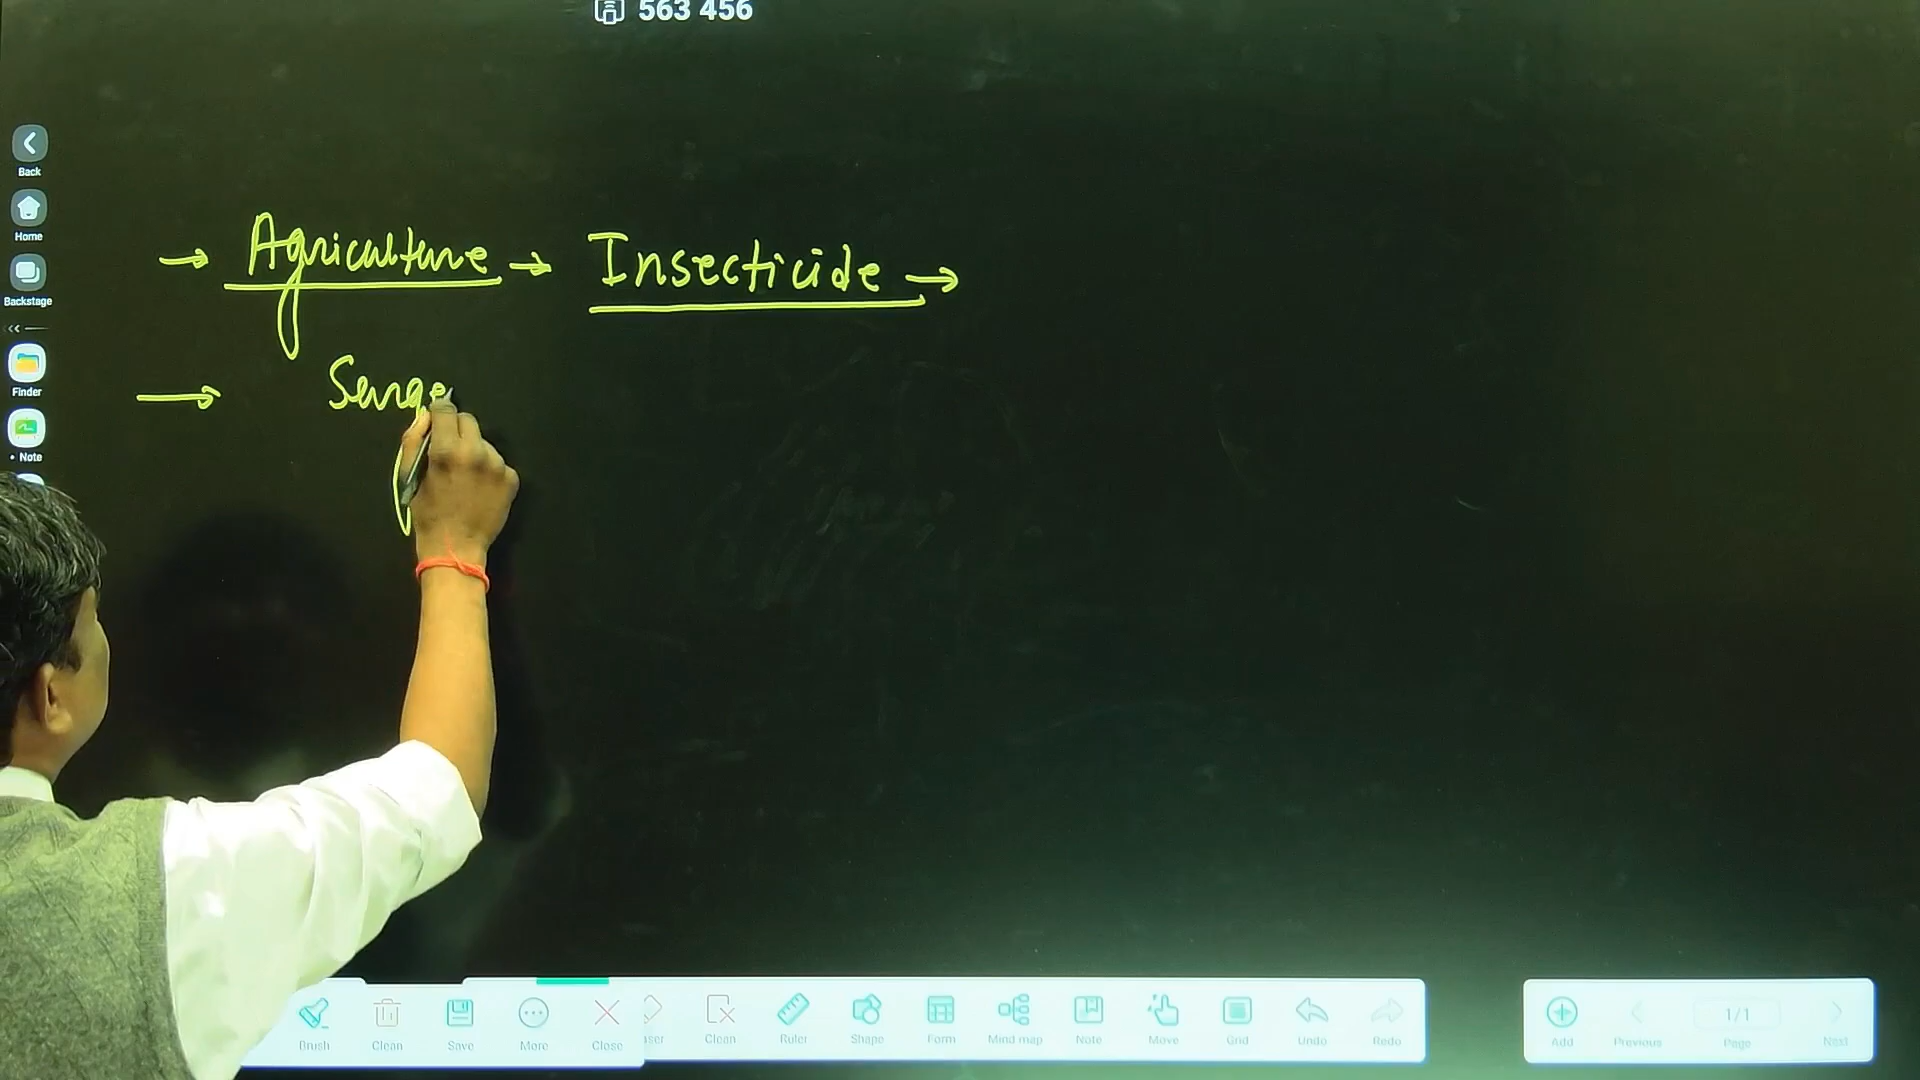 563 456
Back
Home
→ Agriculture → Insecticide →
Backstage
Finder
→ Surge
Note
Brush Clean Save More Close Clean Ruler Shape Form Mind map Note Move Grid Undo Redo Add Previous 1/1 Page Next